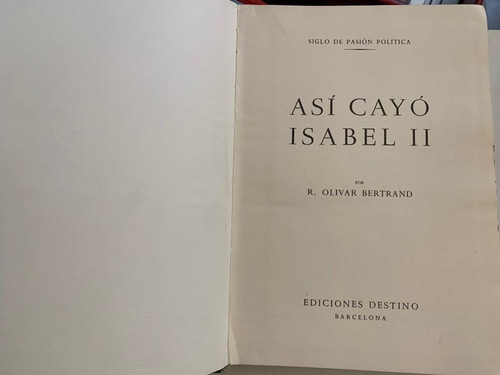 SIGLO DE PASIÓN POLÍTICA
ASÍ CAYÓ
ISABEL II
POR
R. OLIVAR BERTRAND
EDICIONES DESTINO
BARCELONA